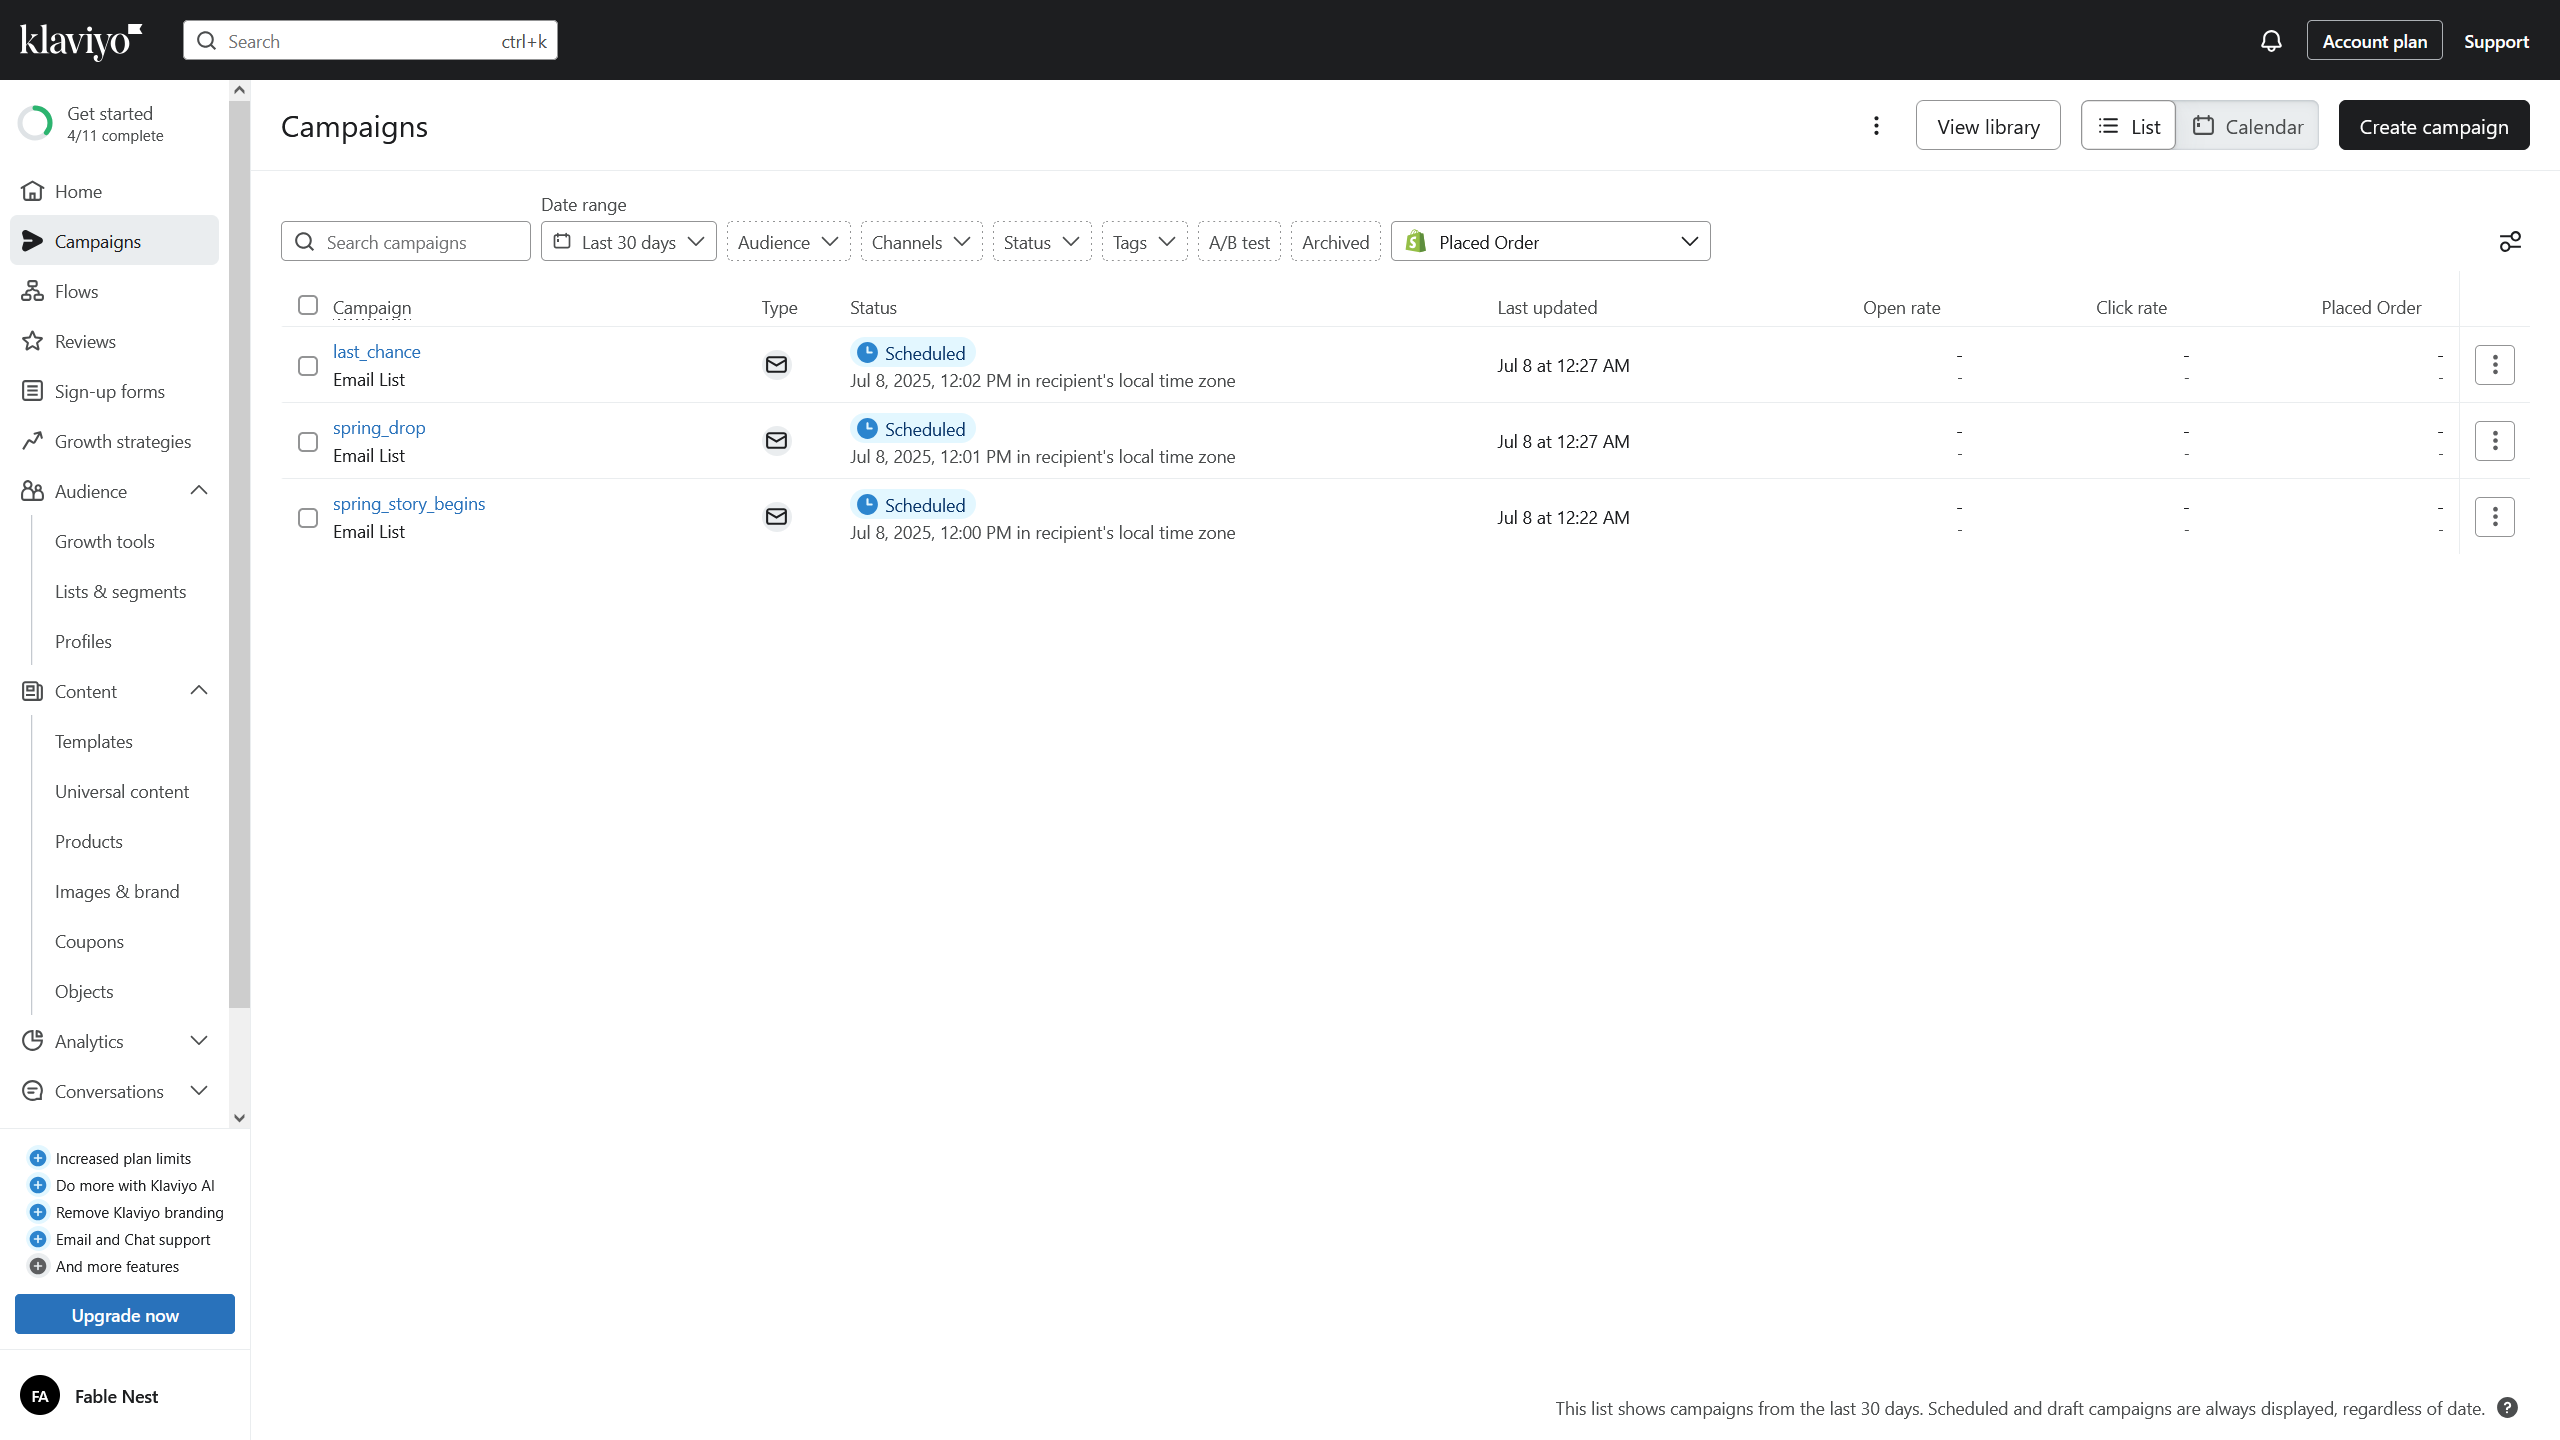 klaviyo
Search ctrl+k
Account plan
Support
Get started
4/11 complete
Home
Campaigns
Flows
Reviews
Sign-up forms
Growth strategies
Audience
Growth tools
Lists & segments
Profiles
Content
Templates
Universal content
Products
Images & brand
Coupons
Objects
Analytics
Conversations
Increased plan limits
Do more with Klaviyo AI
Remove Klaviyo branding
Email and Chat support
And more features
Upgrade now
FA Fable Nest
Campaigns
View library
List
Calendar
Create campaign
Date range
Search campaigns
Last 30 days
Audience
Channels
Status
Tags
A/B test
Archived
Placed Order
Campaign Type Status Last updated Open rate Click rate Placed Order
last_chance
Email List
Scheduled
Jul 8, 2025, 12:02 PM in recipient's local time zone
Jul 8 at 12:27 AM
- - -
- - -
spring_drop
Email List
Scheduled
Jul 8, 2025, 12:01 PM in recipient's local time zone
Jul 8 at 12:27 AM
- - -
- - -
spring_story_begins
Email List
Scheduled
Jul 8, 2025, 12:00 PM in recipient's local time zone
Jul 8 at 12:22 AM
- - -
- - -
This list shows campaigns from the last 30 days. Scheduled and draft campaigns are always displayed, regardless of date. ?